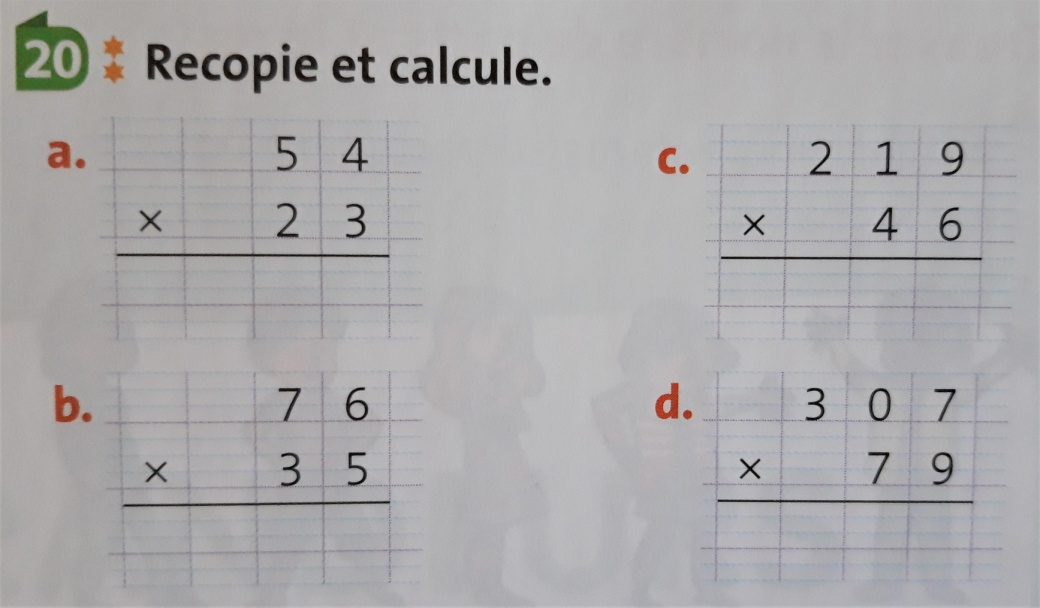 20 Recopie et calcule.
a. 5 4
× 2 3
b. 7 6
× 3 5
c. 2 1 9
× 4 6
d. 3 0 7
× 7 9